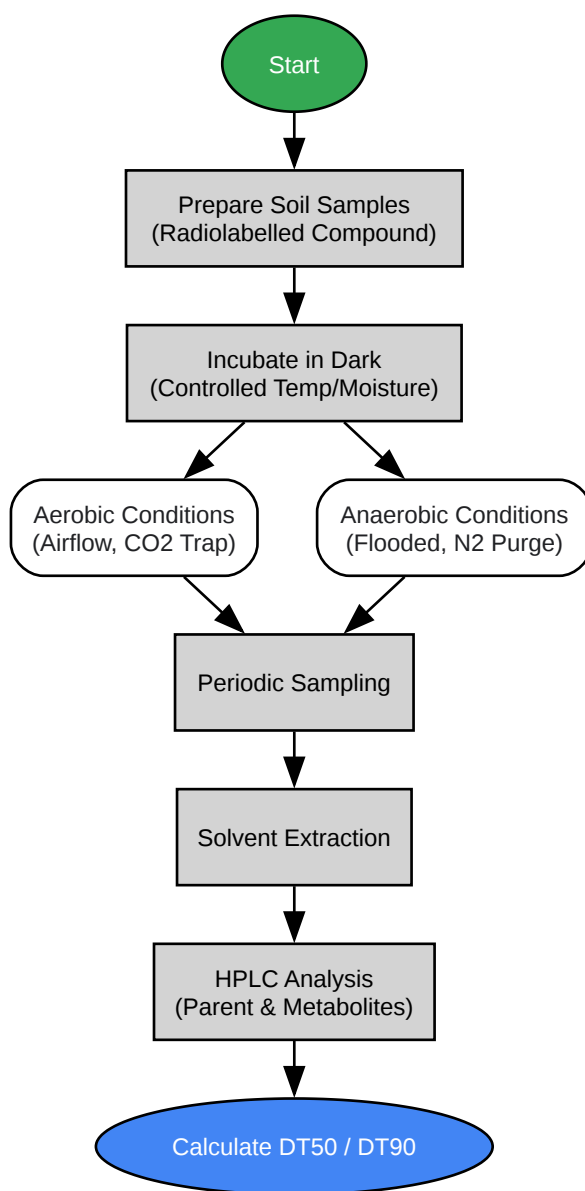 Start
Prepare Soil Samples
(Radiolabelled Compound)
Incubate in Dark
(Controlled Temp/Moisture)
Aerobic Conditions
(Airflow, CO2 Trap)
Anaerobic Conditions
(Flooded, N2 Purge)
Periodic Sampling
Solvent Extraction
HPLC Analysis
(Parent & Metabolites)
Calculate DT50 / DT90